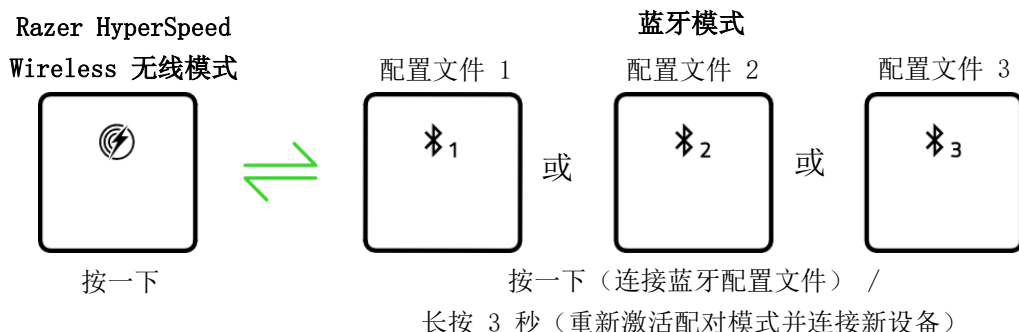 Razer HyperSpeed
Wireless 无线模式
蓝牙模式
配置文件 1
配置文件 2
配置文件 3
1
或
2
或
3
按一下
按一下（连接蓝牙配置文件） /
长按 3 秒（重新激活配对模式并连接新设备）